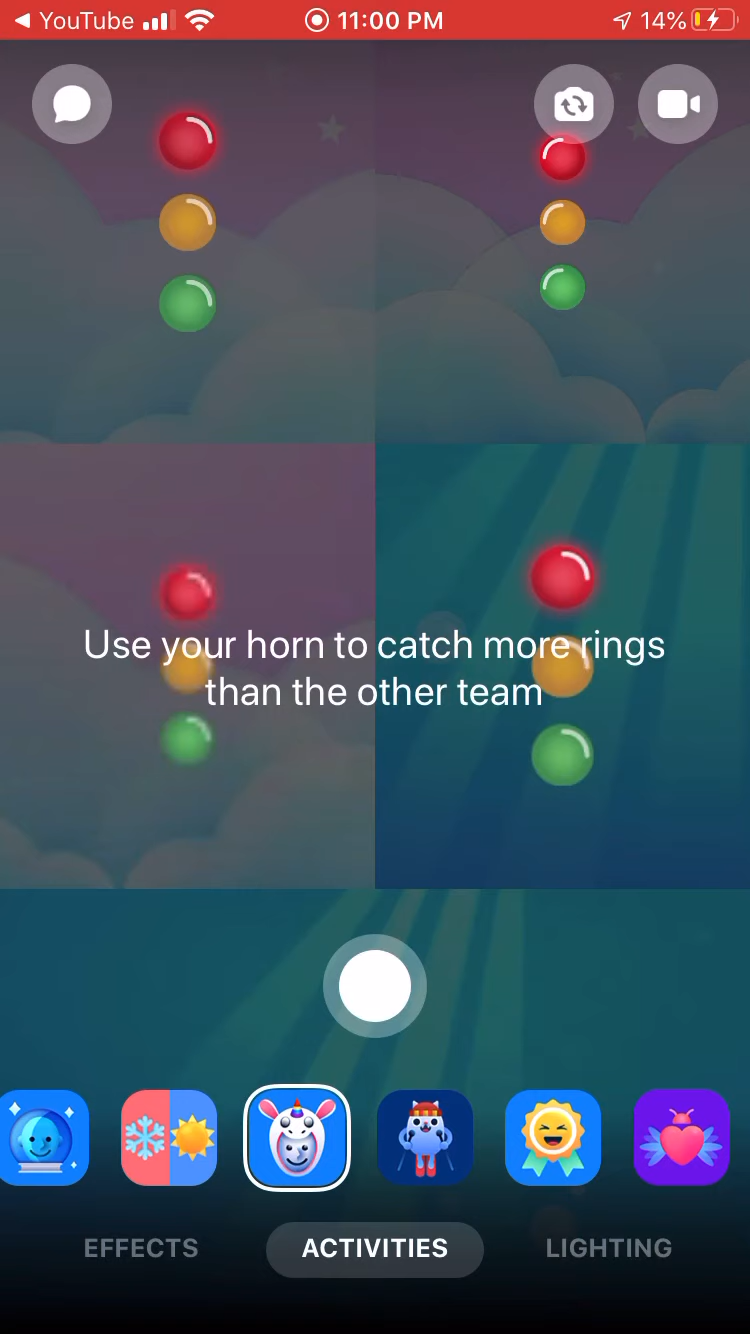 YouTube 11:00 PM 14%
Use your horn to catch more rings
than the other team
EFFECTS ACTIVITIES LIGHTING